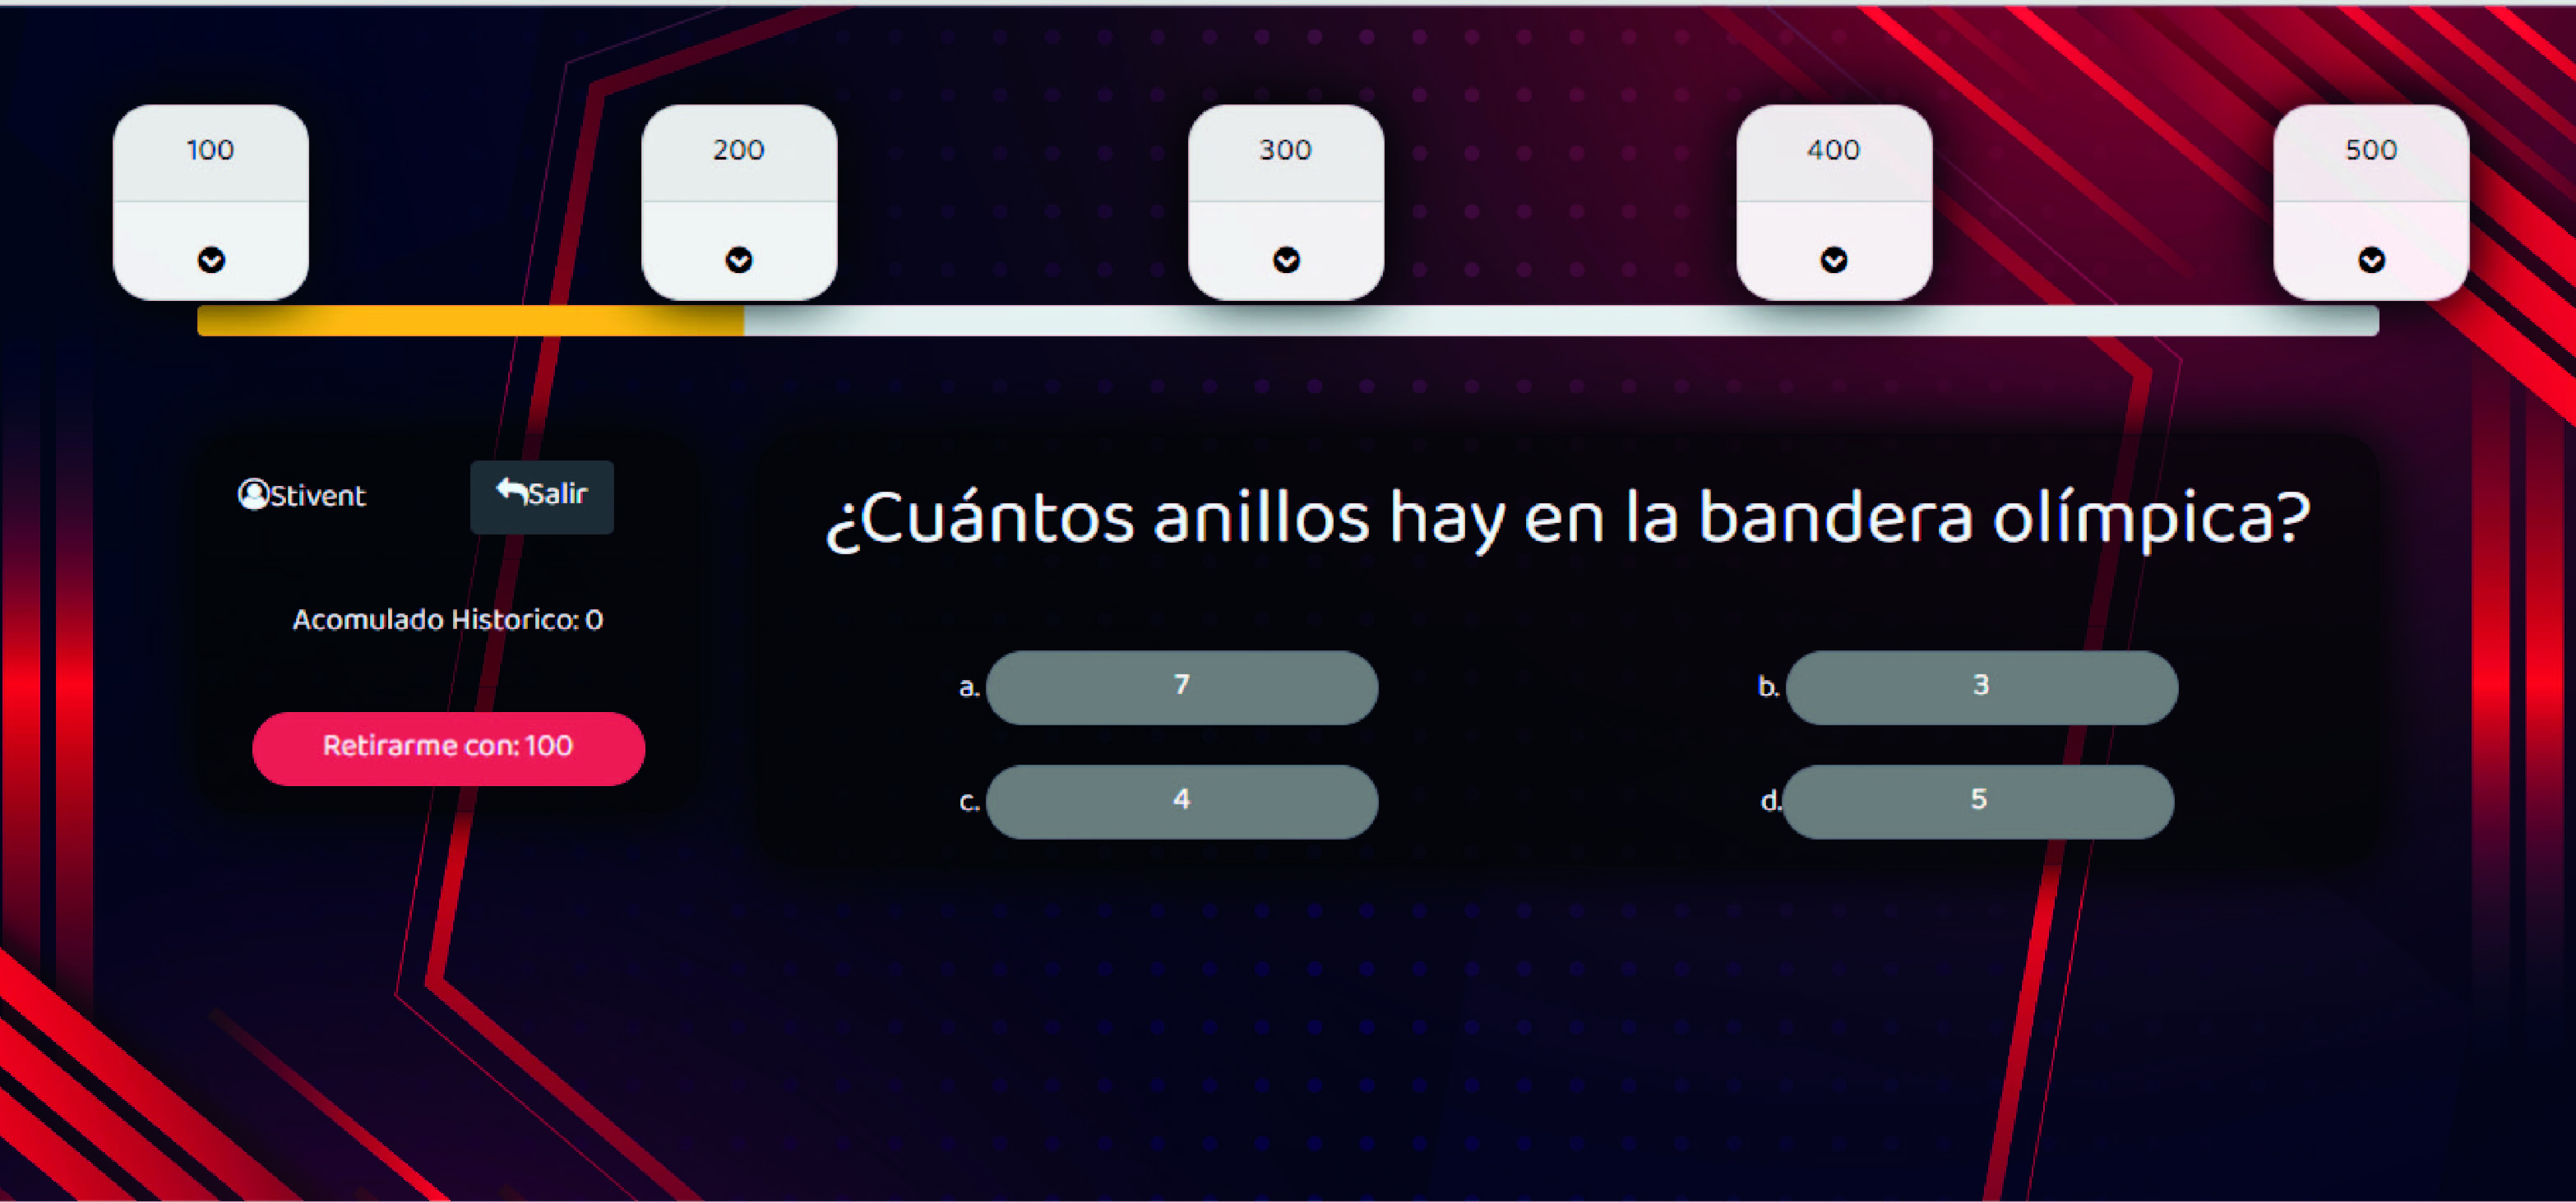 100
200
300
400
500
Stivent
Salir
Acomulado Historico: 0
Retirarme con: 100
¿Cuántos anillos hay en la bandera olímpica?
a. 7
b. 3
c. 4
d. 5